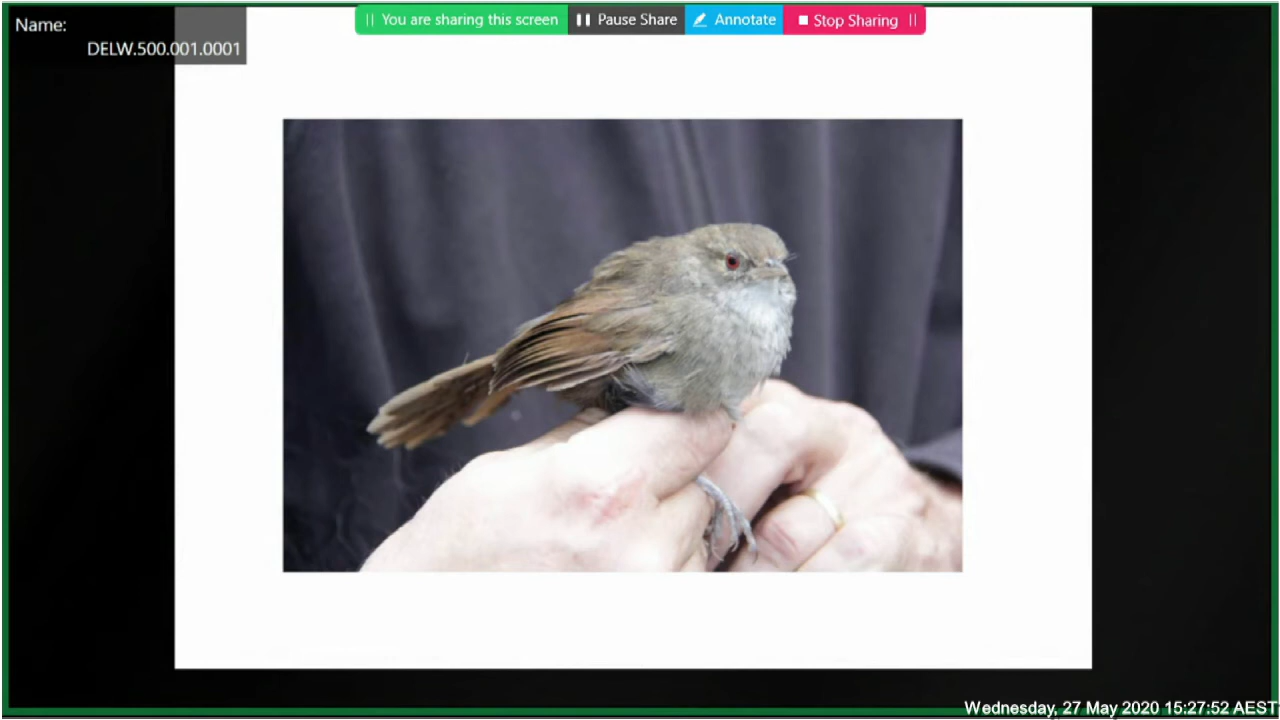 Name:
DELW.500.001.0001
You are sharing this screen
Pause Share
Annotate
Stop Sharing
Wednesday, 27 May 2020 15:27:52 AEST